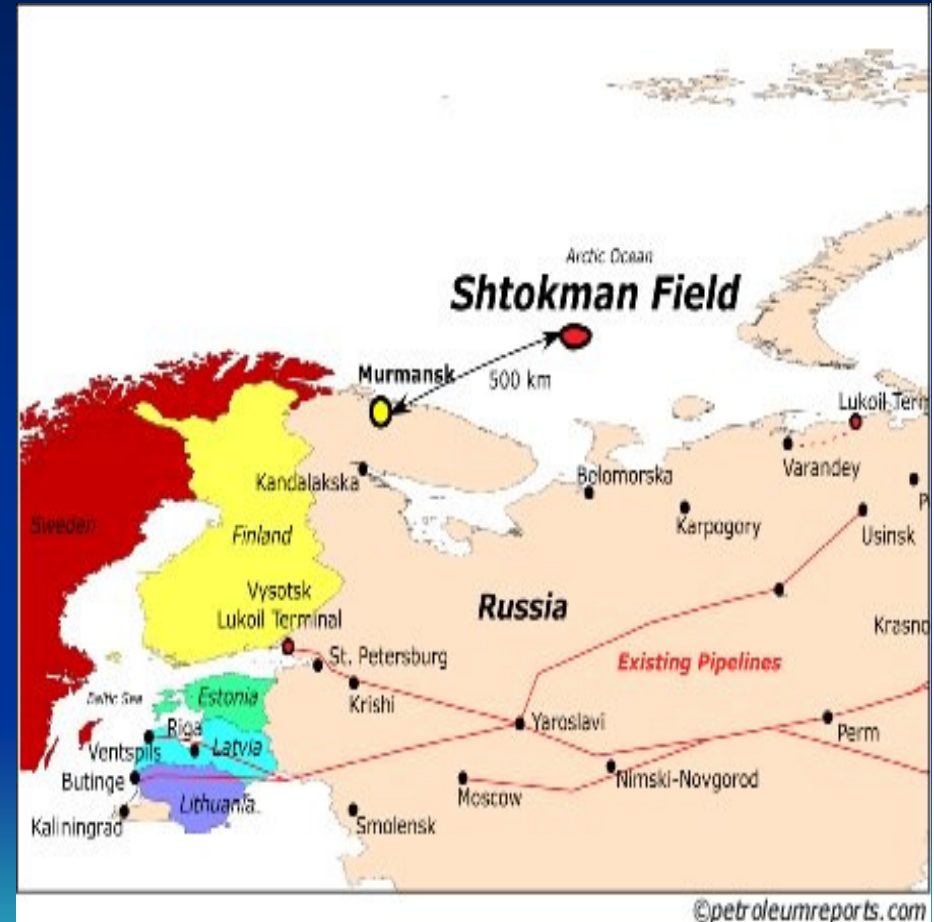 Arctic Ocean
Shtokman Field
Murmansk
500 km
Lukoil Term
Varandey
Kandalakska
Belomorska
Karpogory
Usinsk
Sweden
Finland
Vysotsk
Lukoil Terminal
Russia
Krasno
St. Petersburg
Existing Pipelines
Krishi
Baltic Sea
Estonia
Riga
Yaroslavi
Perm
Ventspils
Latvia
Butinge
Moscow
Nimski-Novgorod
Lithuania.
Kaliningrad
Smolensk
©petroleumreports.com